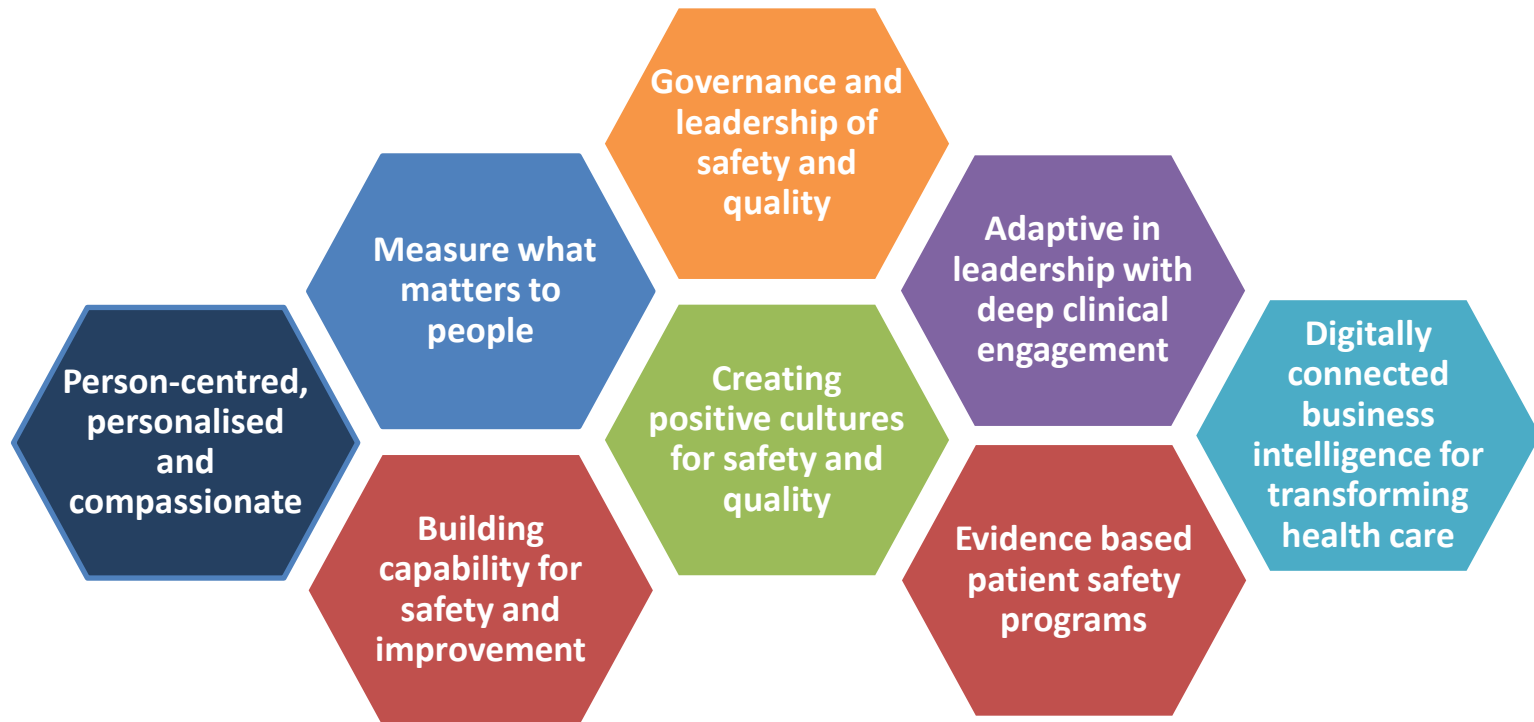 Governance and
leadership of
safety and
quality
Measure what
matters to
people
Adaptive in
leadership with
deep clinical
engagement
Person-centred,
personalised
and
compassionate
Creating
positive cultures
for safety and
quality
Digitally
connected
business
intelligence for
transforming
health care
Building
capability for
safety and
improvement
Evidence based
patient safety
programs